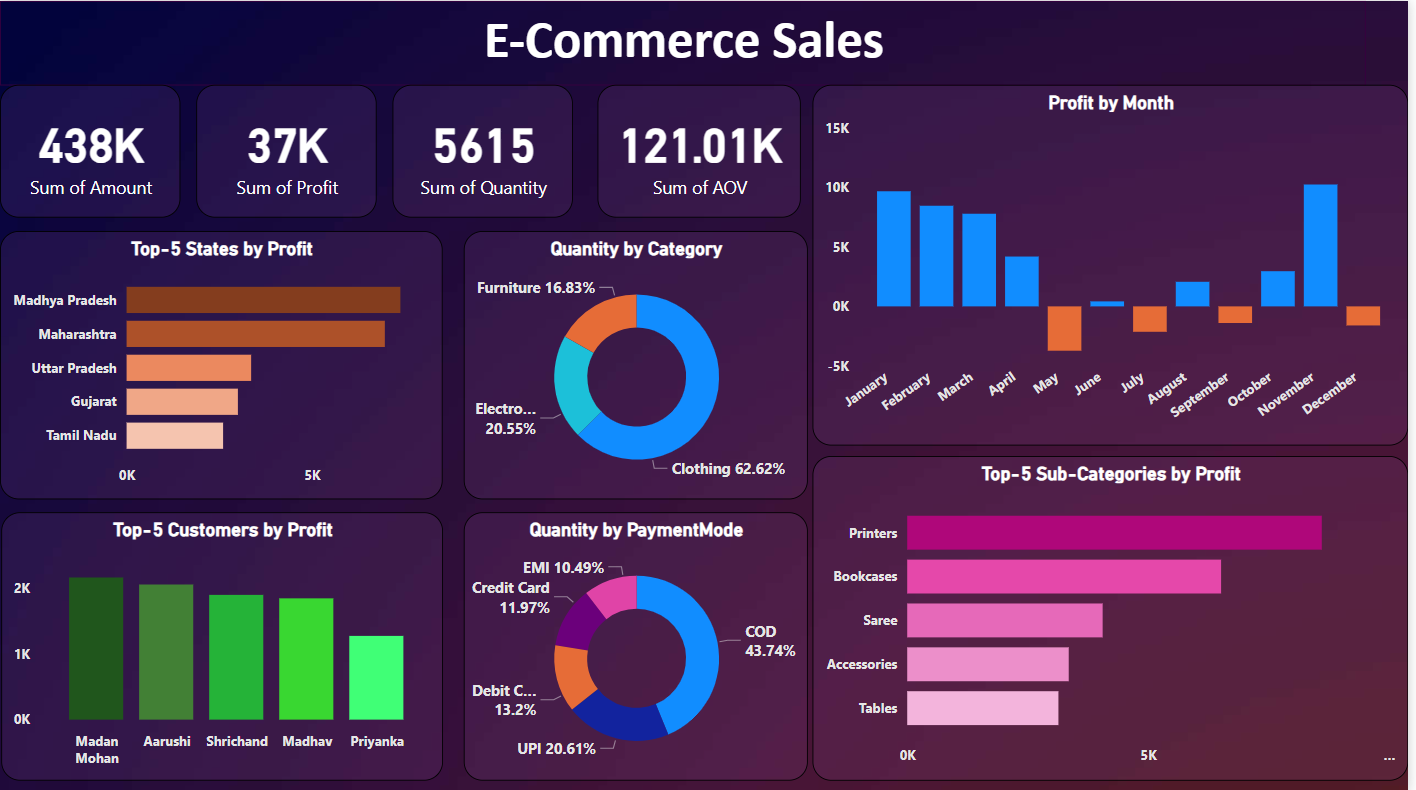 E-Commerce Sales
438K
Sum of Amount
37K
Sum of Profit
5615
Sum of Quantity
121.01K
Sum of AOV
Profit by Month
15K
10K
5K
0K
-5K
January
February
March
April
May
June
July
August
September
October
November
December
Top-5 States by Profit
Madhya Pradesh
Maharashtra
Uttar Pradesh
Gujarat
Tamil Nadu
0K
5K
Quantity by Category
Furniture 16.83%
Electro...
20.55%
Clothing 62.62%
Top-5 Customers by Profit
2K
1K
0K
Madan
Mohan
Aarushi
Shrichand
Madhav
Priyanka
Quantity by PaymentMode
EMI 10.49%
Credit Card
11.97%
COD
43.74%
Debit C...
13.2%
UPI 20.61%
Top-5 Sub-Categories by Profit
Printers
Bookcases
Saree
Accessories
Tables
0K
5K
...